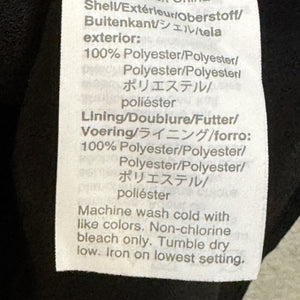 China
Shell/Extérieur/Oberstoff/
Buitenkant/シェル/tela
exterior:
100% Polyester/Polyester/
Polyester/Polyester/
ポリエステル/
poliéster
Lining/Doublure/Futter/
Voering/ライニング/forro:
100% Polyester/Polyester/
Polyester/Polyester/
ポリエステル/
poliéster
Machine wash cold with
like colors. Non-chlorine
bleach only. Tumble dry
low. Iron on lowest setting.